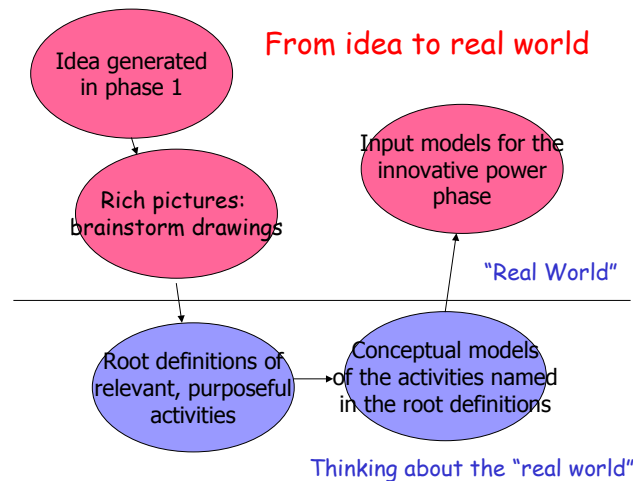 From idea to real world
Idea generated
in phase 1
Rich pictures:
brainstorm drawings
Input models for the
innovative power
phase
“Real World”
Root definitions of
relevant, purposeful
activities
Conceptual models
of the activities named
in the root definitions
Thinking about the “real world”